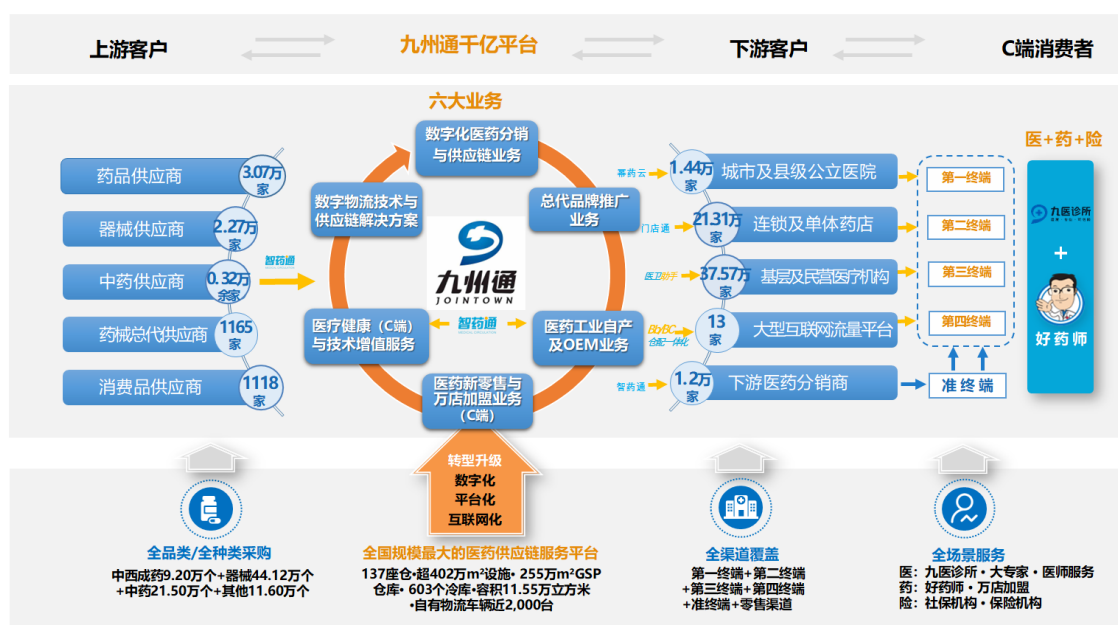 上游客户
九州通千亿平台
下游客户
C端消费者
六大业务
数字化医药分销
与供应链业务
总代品牌推广
业务
医药工业自产
及OEM业务
医药新零售与
万店加盟业务
（C端）
医疗健康（C端）
与技术增值服务
数字物流技术与
供应链解决方案
九州通
JOINTOWN
智药通
药品供应商
3.07万
家
器械供应商
2.27万
家
中药供应商
0.32万
余家
药械总代供应商
1165
家
消费品供应商
1118
家
智药通
幂药云
1.44万
家
城市及县级公立医院
门店通
21.31万
家
连锁及单体药店
医卫助手
37.57万
家
基层及民营医疗机构
BbBC
仓配一体化
13
家
大型互联网流量平台
智药通
1.2万
家
下游医药分销商
第一终端
第二终端
第三终端
第四终端
准终端
医+药+险
九医诊所
+
好药师
转型升级
数字化
平台化
互联网化
全品类/全种类采购
中西成药9.20万个+器械44.12万个
+中药21.50万个+其他11.60万个
全国规模最大的医药供应链服务平台
137座仓•超402万m²设施• 255万m²GSP
仓库• 603个冷库•容积11.55万立方米
•自有物流车辆近2,000台
全渠道覆盖
第一终端+第二终端
+第三终端+第四终端
+准终端+零售渠道
全场景服务
医：九医诊所・大专家・医师服务
药：好药师・万店加盟
险：社保机构・保险机构